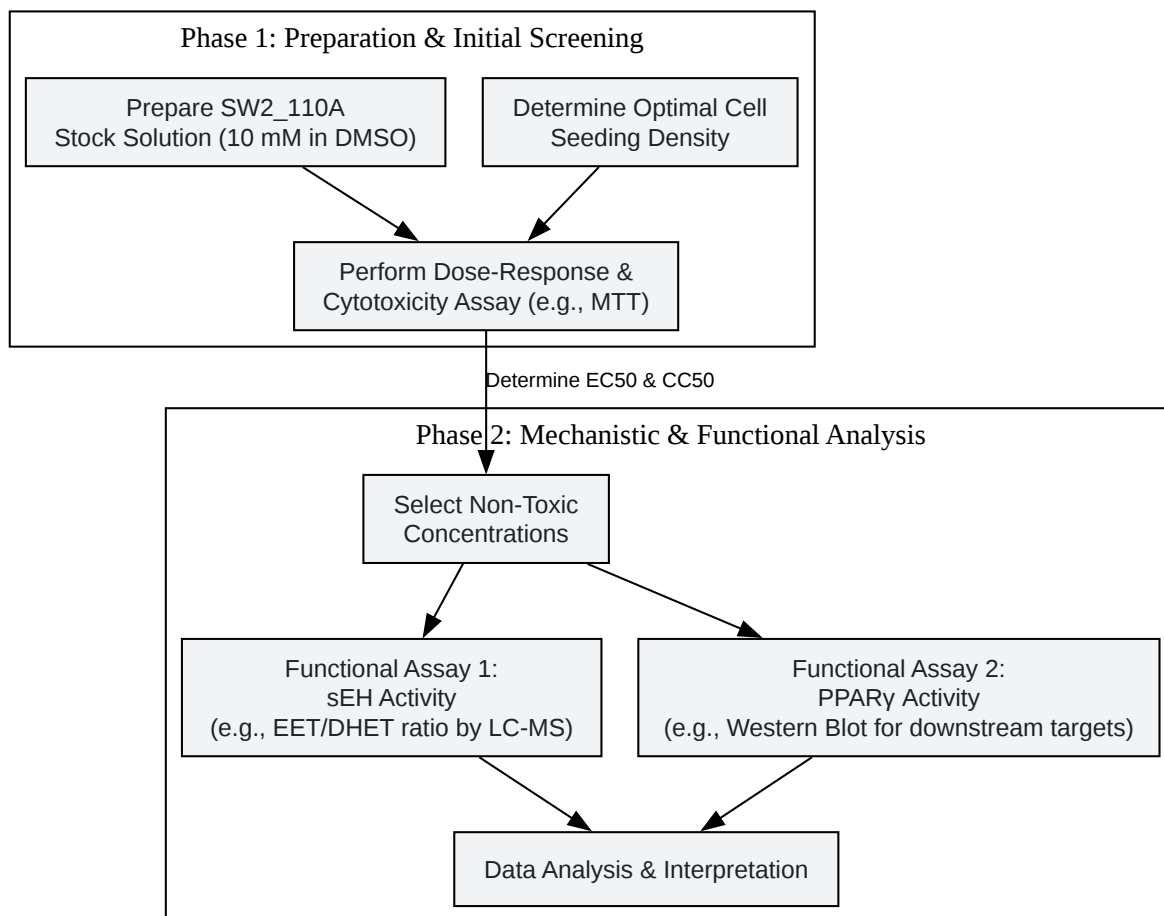 Phase 1: Preparation & Initial Screening
Prepare SW2_110A
Stock Solution (10 mM in DMSO)
Determine Optimal Cell
Seeding Density
Perform Dose-Response &
Cytotoxicity Assay (e.g., MTT)
Determine EC50 & CC50
Phase 2: Mechanistic & Functional Analysis
Select Non-Toxic
Concentrations
Functional Assay 1:
sEH Activity
(e.g., EET/DHET ratio by LC-MS)
Functional Assay 2:
PPARγ Activity
(e.g., Western Blot for downstream targets)
Data Analysis & Interpretation